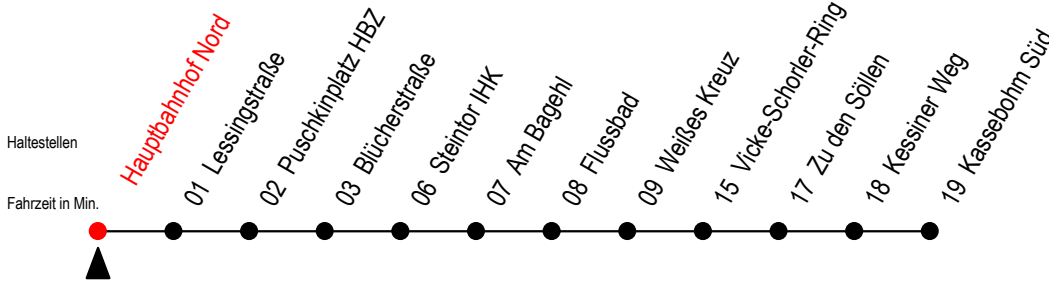 Haltestellen
Fahrzeit in Min.
Hauptbahnhof Nord
01 Lessingstraße
02 Puschkinplatz HBZ
03 Blücherstraße
06 Steintor IHK
07 Am Bagehl
08 Flussbad
09 Weißes Kreuz
15 Vicke-Schorler-Ring
17 Zu den Söllen
18 Kessiner Weg
19 Kassebohm Süd